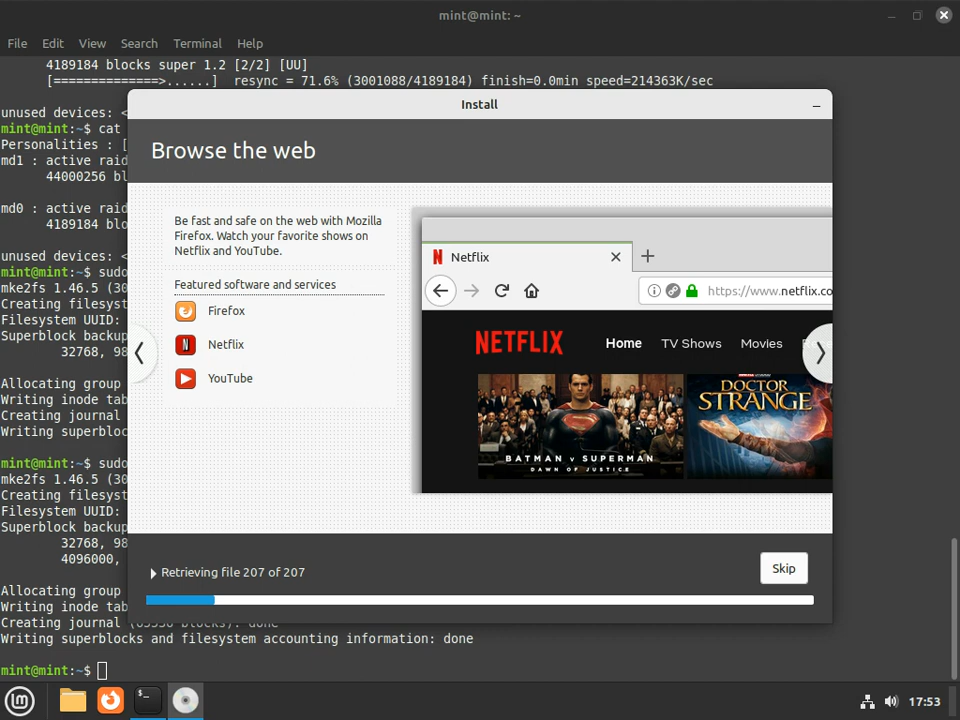 mint@mint: ~
File Edit View Search Terminal Help
4189184 blocks super 1.2 [2/2] [UU]
[==============>......] resync = 71.6% (3001088/4189184) finish=0.0min speed=214363K/sec
unused devices: <
mint@mint:~$ cat
Personalities : [
md1 : active raid
44000256 bl
md0 : active raid
4189184 blo
unused devices: <
mint@mint:~$ sudo
mke2fs 1.46.5 (30
Creating filesyst
Filesystem UUID:
Superblock backup
32768, 98
Allocating group
Writing inode tab
Creating journal
Writing superbloc
mint@mint:~$ sudo
mke2fs 1.46.5 (30
Creating filesyst
Filesystem UUID:
Superblock backup
32768, 98
4096000,
Allocating group
Writing inode tab
Creating journal (65536 blocks): done
Writing superblocks and filesystem accounting information: done
mint@mint:~$
Install
Browse the web
Be fast and safe on the web with Mozilla
Firefox. Watch your favorite shows on
Netflix and YouTube.
Featured software and services
Firefox
Netflix
YouTube
Netflix
https://www.netflix.co
NETFLIX Home TV Shows Movies
BATMAN V SUPERMAN
DAWN OF JUSTICE
DOCTOR
STRANGE
Retrieving file 207 of 207
Skip
17:53